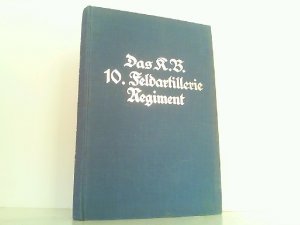 Das K.B.
10. Feldartillerie
Regiment